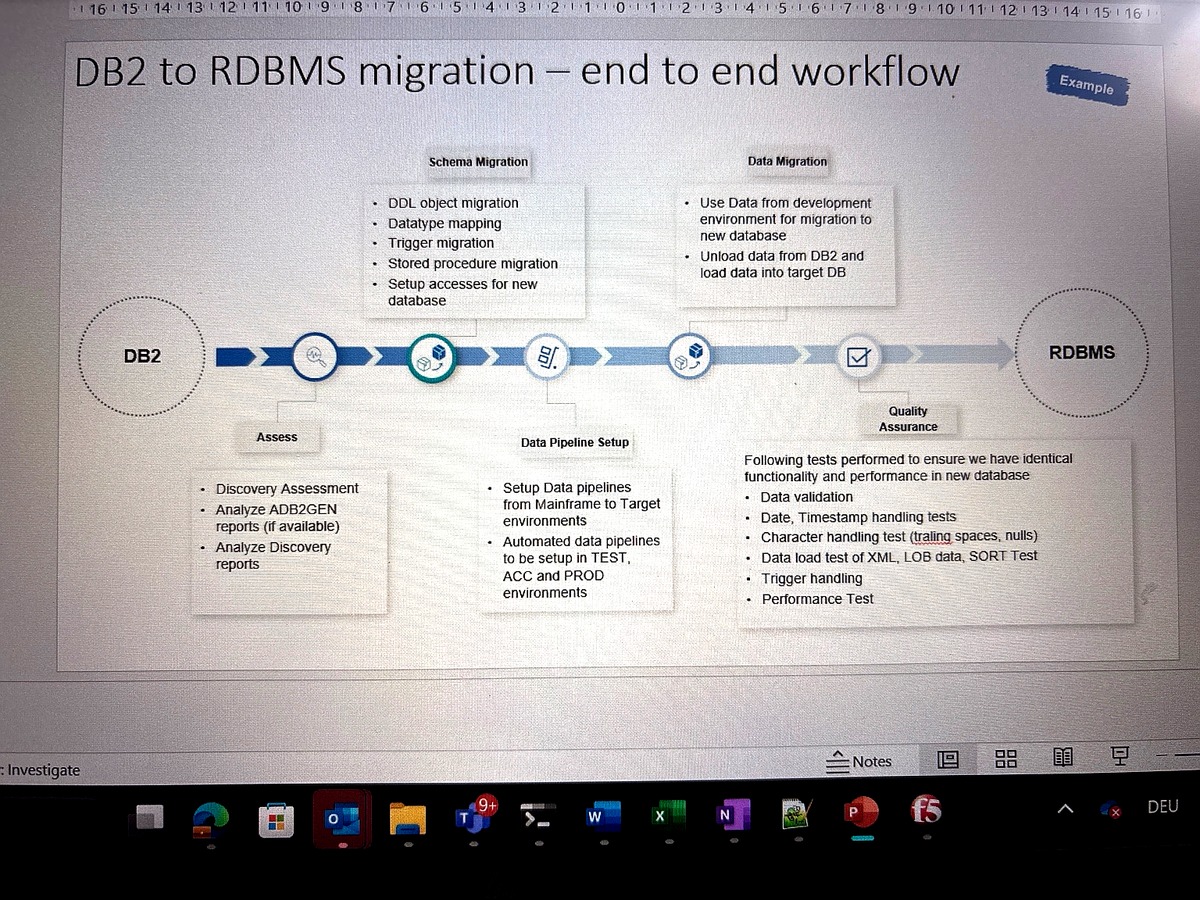 16 15 14 13 12 11 10 9 8 7 6 5 4 3 2 1 0 1 2 3 4 5 6 7 8 9 10 11 12 13 14 15 16
DB2 to RDBMS migration – end to end workflow
Example
Schema Migration
• DDL object migration
• Datatype mapping
• Trigger migration
• Stored procedure migration
• Setup accesses for new
database
Data Migration
• Use Data from development
environment for migration to
new database
• Unload data from DB2 and
load data into target DB
DB2
RDBMS
Assess
• Discovery Assessment
• Analyze ADB2GEN
reports (if available)
• Analyze Discovery
reports
Data Pipeline Setup
• Setup Data pipelines
from Mainframe to Target
environments
• Automated data pipelines
to be setup in TEST,
ACC and PROD
environments
Quality
Assurance
Following tests performed to ensure we have identical
functionality and performance in new database
• Data validation
• Date, Timestamp handling tests
• Character handling test (traling spaces, nulls)
• Data load test of XML, LOB data, SORT Test
• Trigger handling
• Performance Test
: Investigate
Notes
O
T
9+
W
X
N
P
f5
DEU